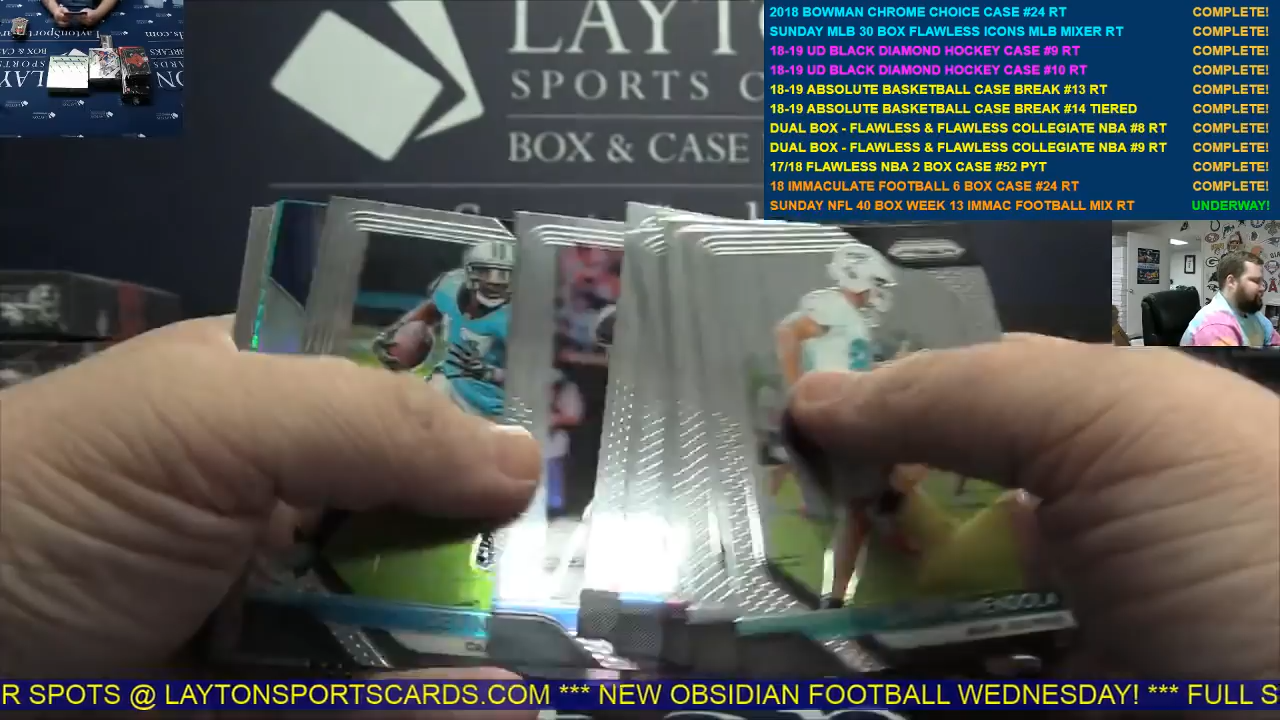 LAYT
SPORTS C
BOX & CASE
2018 BOWMAN CHROME CHOICE CASE #24 RT COMPLETE!
SUNDAY MLB 30 BOX FLAWLESS ICONS MLB MIXER RT COMPLETE!
18-19 UD BLACK DIAMOND HOCKEY CASE #9 RT COMPLETE!
18-19 UD BLACK DIAMOND HOCKEY CASE #10 RT COMPLETE!
18-19 ABSOLUTE BASKETBALL CASE BREAK #13 RT COMPLETE!
18-19 ABSOLUTE BASKETBALL CASE BREAK #14 TIERED COMPLETE!
DUAL BOX - FLAWLESS & FLAWLESS COLLEGIATE NBA #8 RT COMPLETE!
DUAL BOX - FLAWLESS & FLAWLESS COLLEGIATE NBA #9 RT COMPLETE!
17/18 FLAWLESS NBA 2 BOX CASE #52 PYT COMPLETE!
18 IMMACULATE FOOTBALL 6 BOX CASE #24 RT COMPLETE!
SUNDAY NFL 40 BOX WEEK 13 IMMAC FOOTBALL MIX RT UNDERWAY!
MENDOLA
R SPOTS @ LAYTONSPORTSCARDS.COM *** NEW OBSIDIAN FOOTBALL WEDNESDAY! *** FULL S